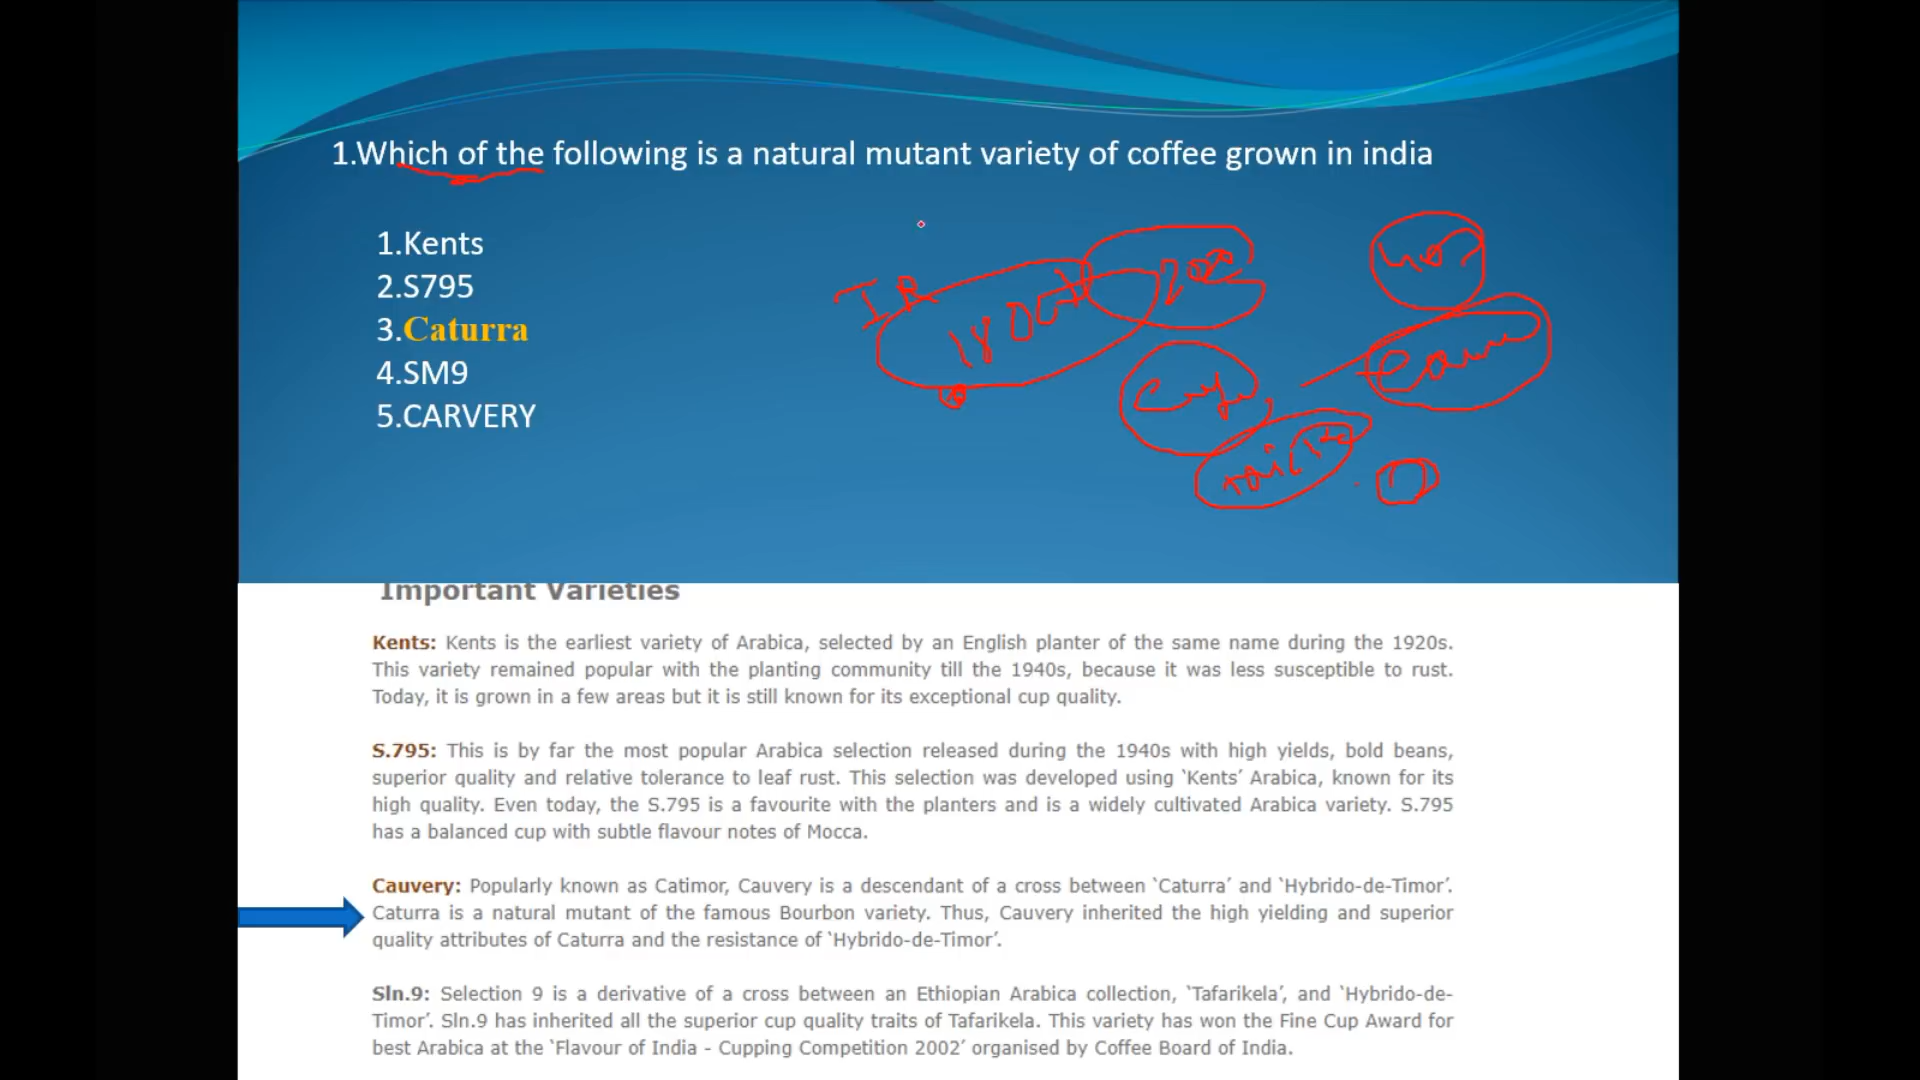 1.Which of the following is a natural mutant variety of coffee grown in india
1.Kents
2.S795
3.Caturra
4.SM9
5.CARVERY
IR
Important Varieties
Kents: Kents is the earliest variety of Arabica, selected by an English planter of the same name during the 1920s.
This variety remained popular with the planting community till the 1940s, because it was less susceptible to rust.
Today, it is grown in a few areas but it is still known for its exceptional cup quality.
S.795: This is by far the most popular Arabica selection released during the 1940s with high yields, bold beans,
superior quality and relative tolerance to leaf rust. This selection was developed using ‘Kents’ Arabica, known for its
high quality. Even today, the S.795 is a favourite with the planters and is a widely cultivated Arabica variety. S.795
has a balanced cup with subtle flavour notes of Mocca.
Cauvery: Popularly known as Catimor, Cauvery is a descendant of a cross between ‘Caturra’ and ‘Hybrido-de-Timor’.
Caturra is a natural mutant of the famous Bourbon variety. Thus, Cauvery inherited the high yielding and superior
quality attributes of Caturra and the resistance of ‘Hybrido-de-Timor’.
Sln.9: Selection 9 is a derivative of a cross between an Ethiopian Arabica collection, ‘Tafarikela’, and ‘Hybrido-de-
Timor’. Sln.9 has inherited all the superior cup quality traits of Tafarikela. This variety has won the Fine Cup Award for
best Arabica at the ‘Flavour of India - Cupping Competition 2002’ organised by Coffee Board of India.